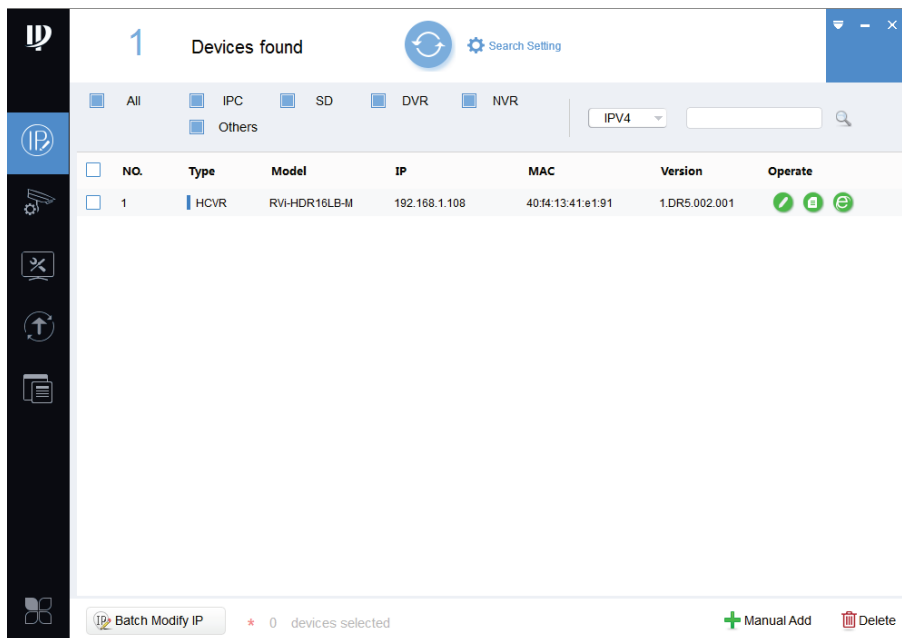 1 Devices found Search Setting
All IPC SD DVR NVR
Others
IPV4
NO. Type Model IP MAC Version Operate
1 HCVR RVi-HDR16LB-M 192.168.1.108 40:f4:13:41:e1:91 1.DR5.002.001
Batch Modify IP * 0 devices selected Manual Add Delete